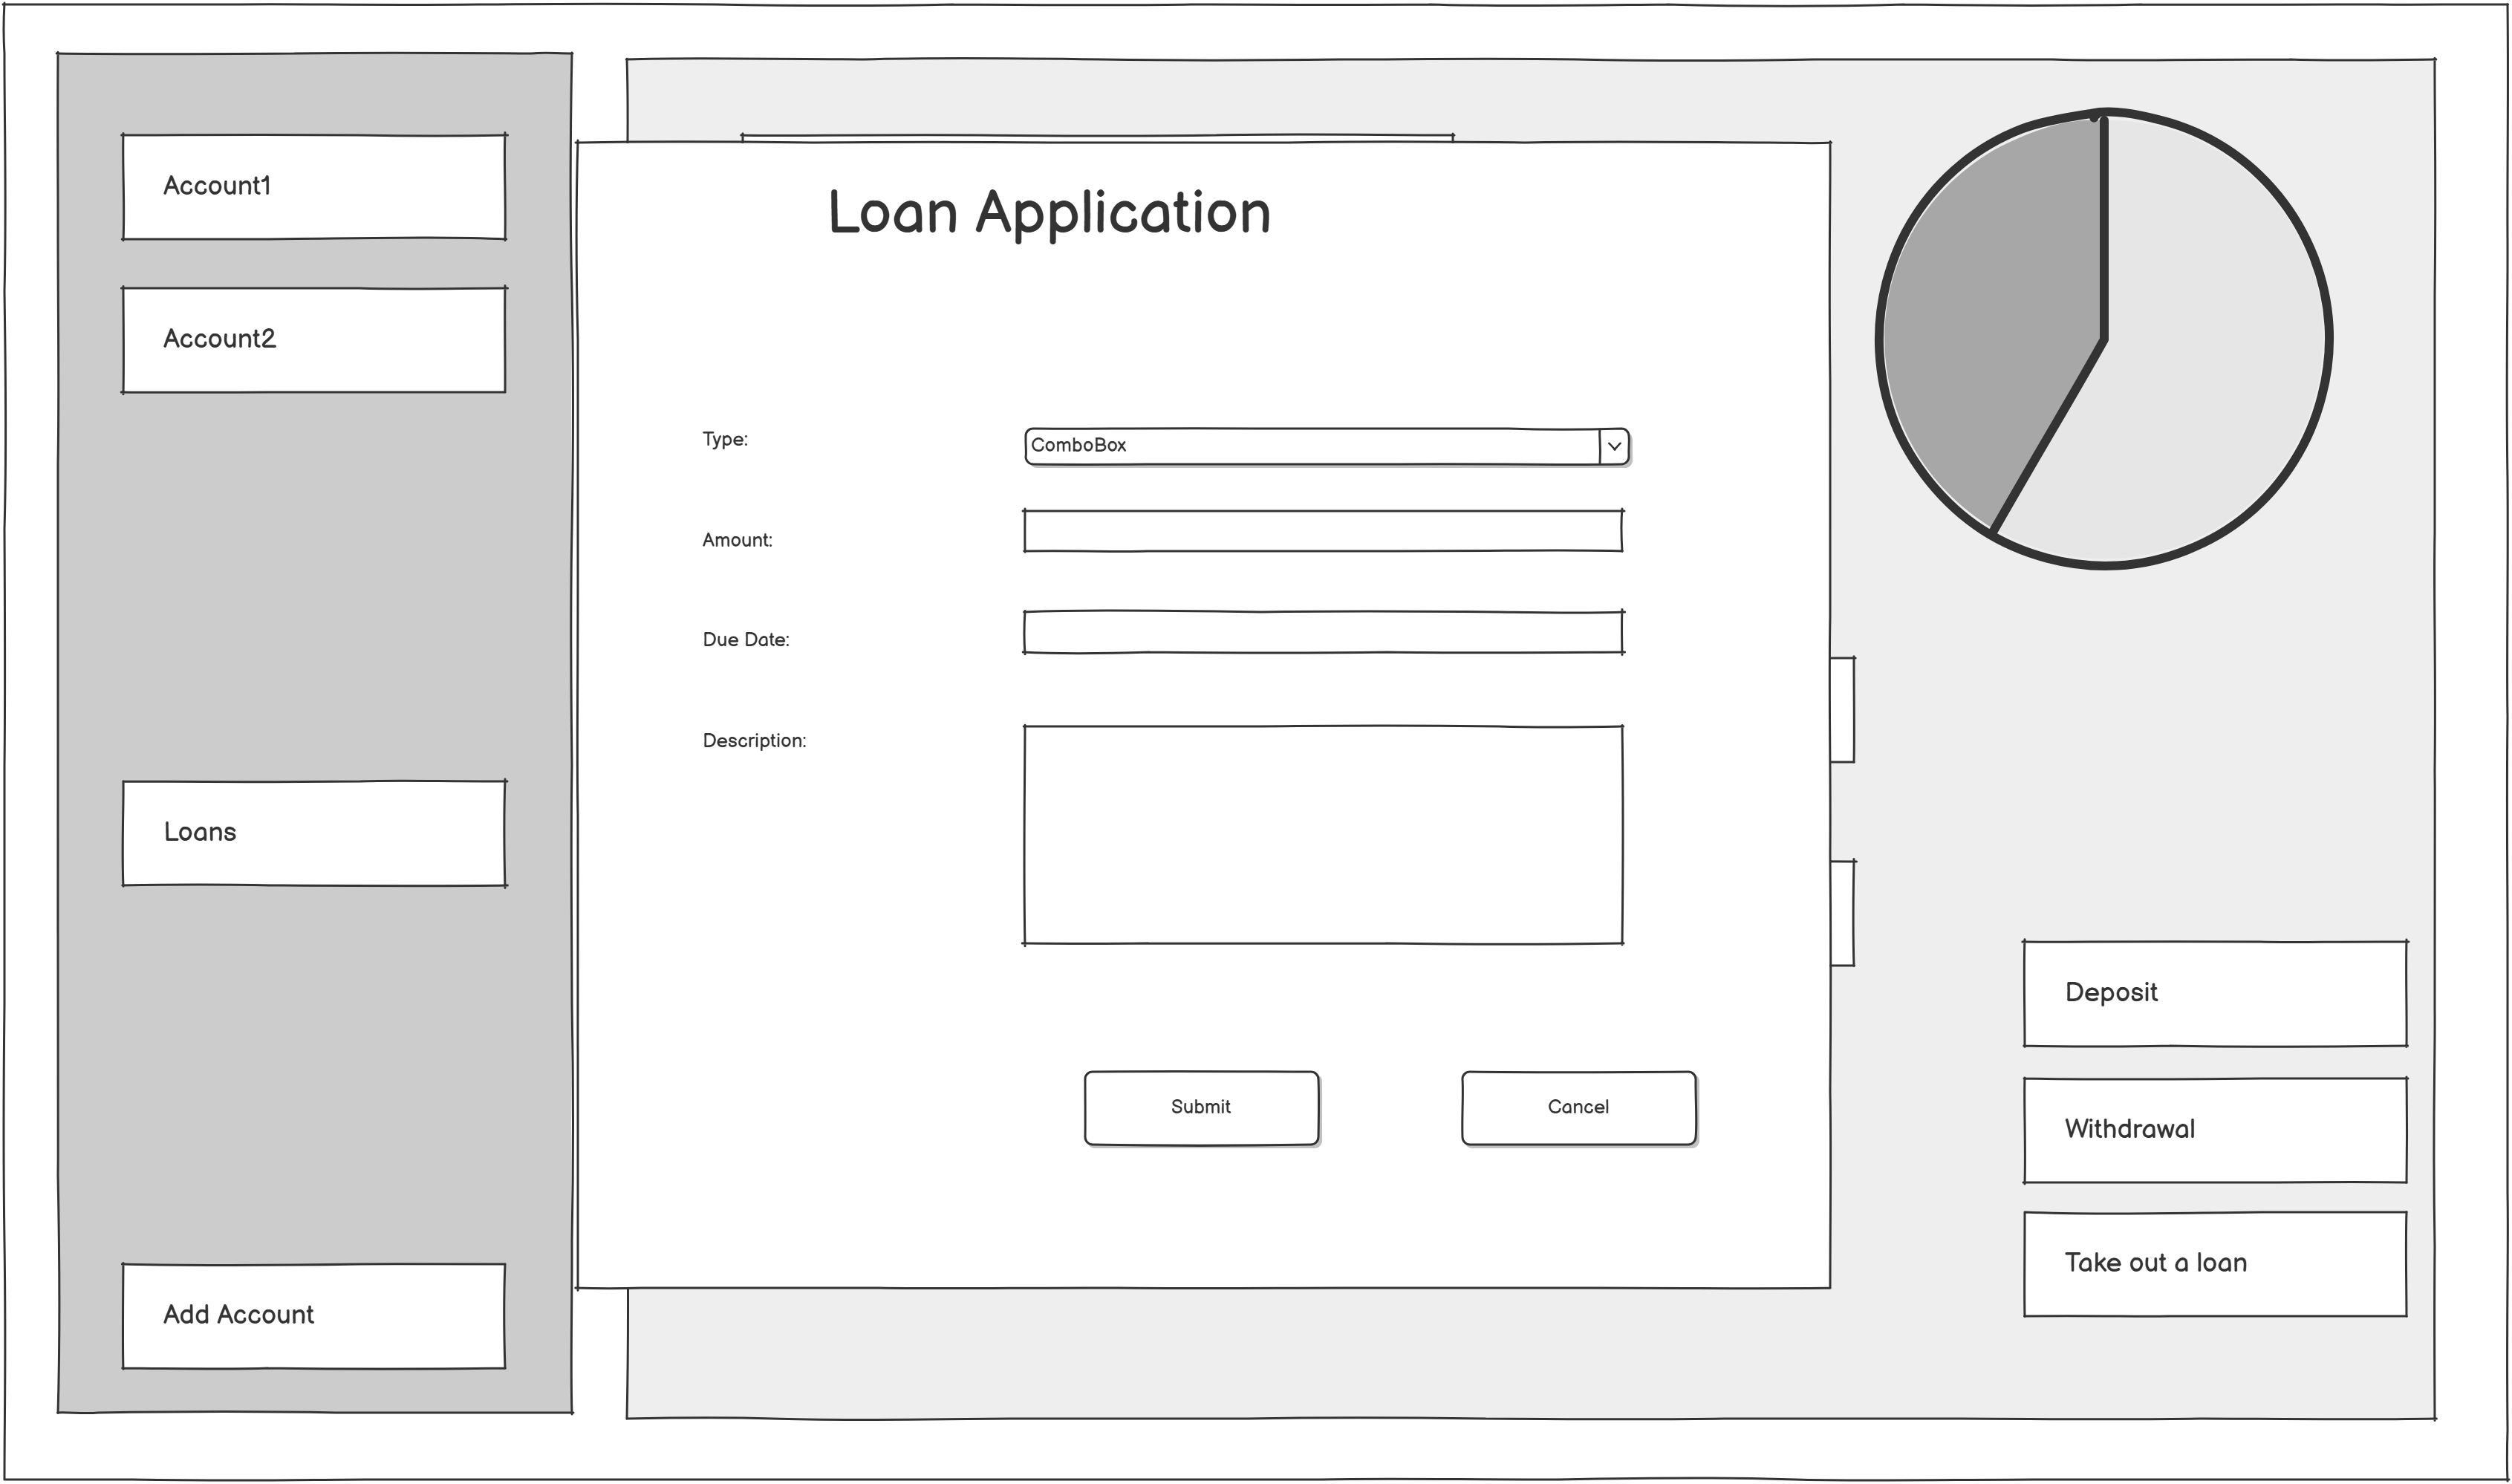 Account1
Account2
Loans
Add Account
Loan Application
Type:
ComboBox
Amount:
Due Date:
Description:
Submit
Cancel
Deposit
Withdrawal
Take out a loan